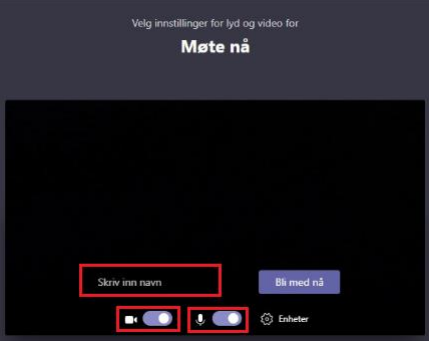 Velg innstillinger for lyd og video for
Møte nå
Skriv inn navn
Bli med nå
Enheter